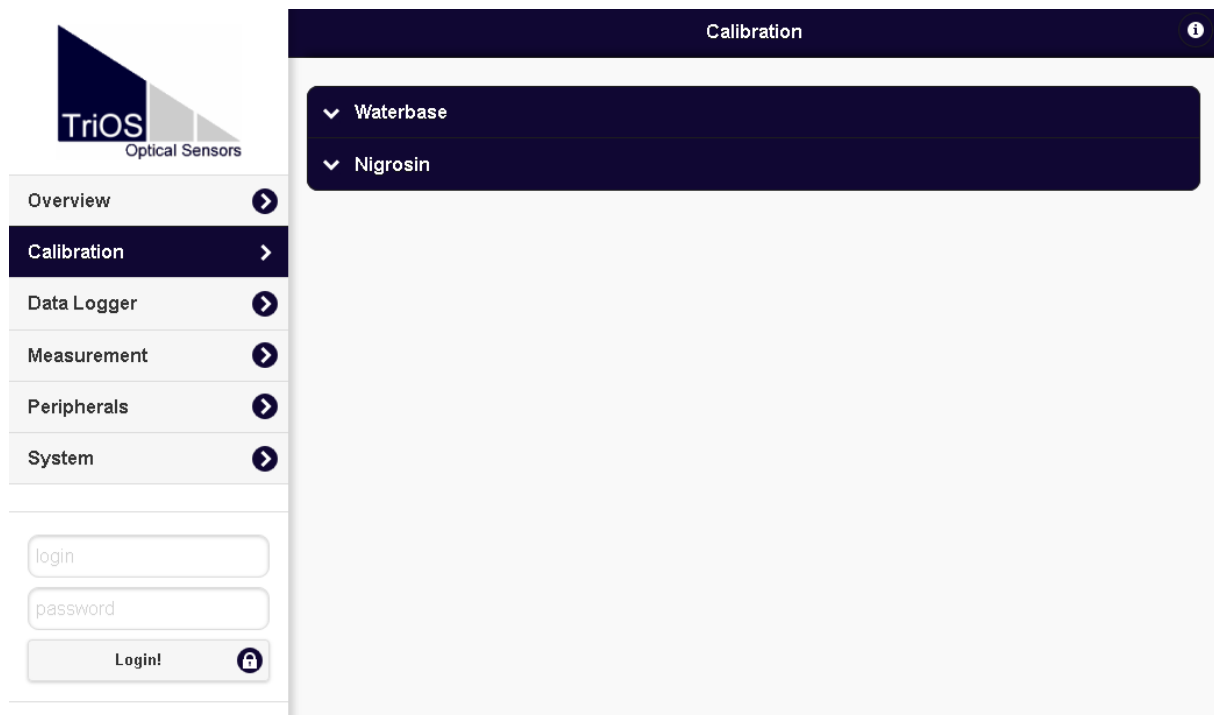 TriOS
Optical Sensors
Overview
Calibration
Data Logger
Measurement
Peripherals
System
login
password
Login!
Calibration
Waterbase
Nigrosin